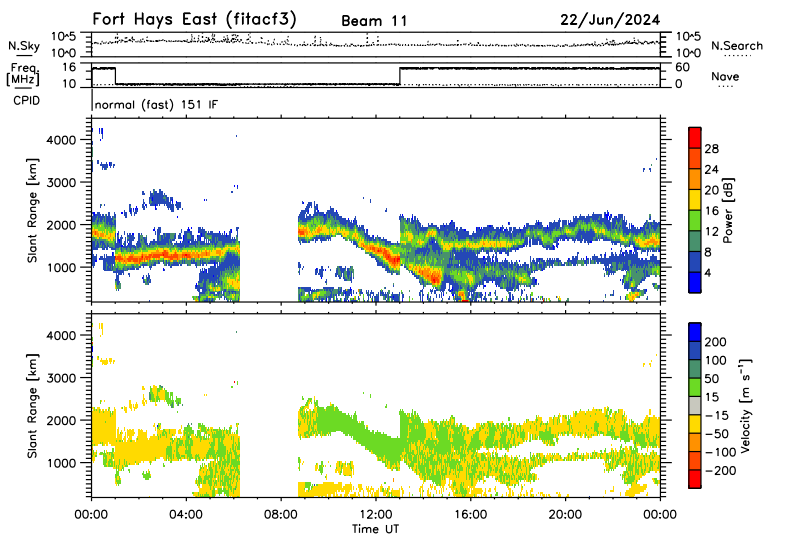 Fort Hays East (fitacf3)
Beam 11
22/Jun/2024
N.Sky
10^5
10^0
10^5
10^0
N.Search
Freq.
[MHz]
16
10
60
0
Nave
CPID
normal (fast) 151 IF
Slant Range [km]
4000
3000
2000
1000
28
24
20
16
12
8
4
Power [dB]
Slant Range [km]
4000
3000
2000
1000
200
100
50
15
-15
-50
-100
-200
Velocity [m s⁻¹]
00:00 04:00 08:00 12:00 16:00 20:00 00:00
Time UT